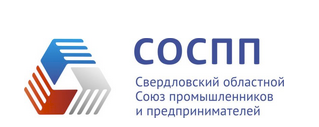 СОСПП
Свердловский областной
Союз промышленников
и предпринимателей